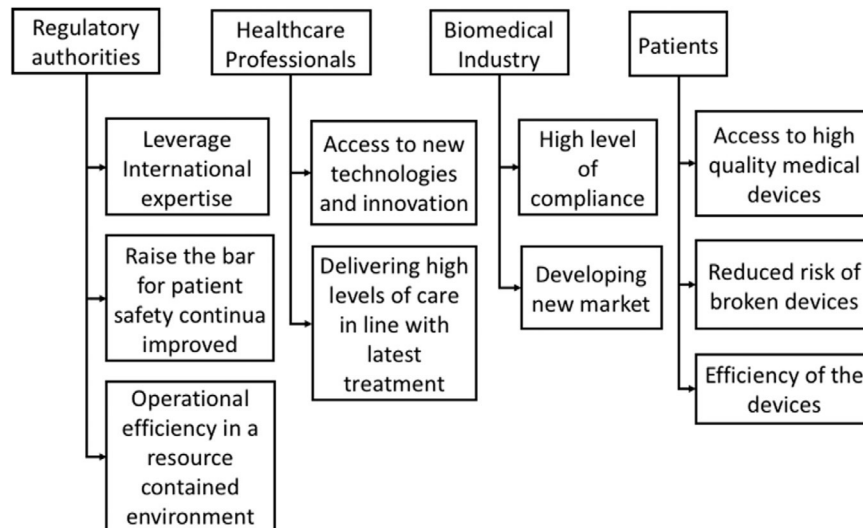 Regulatory
authorities
Leverage
International
expertise
Raise the bar
for patient
safety continua
improved
Operational
efficiency in a
resource
contained
environment
Healthcare
Professionals
Access to new
technologies
and innovation
Delivering high
levels of care
in line with
latest
treatment
Biomedical
Industry
High level
of
compliance
Developing
new market
Patients
Access to high
quality medical
devices
Reduced risk of
broken devices
Efficiency of the
devices